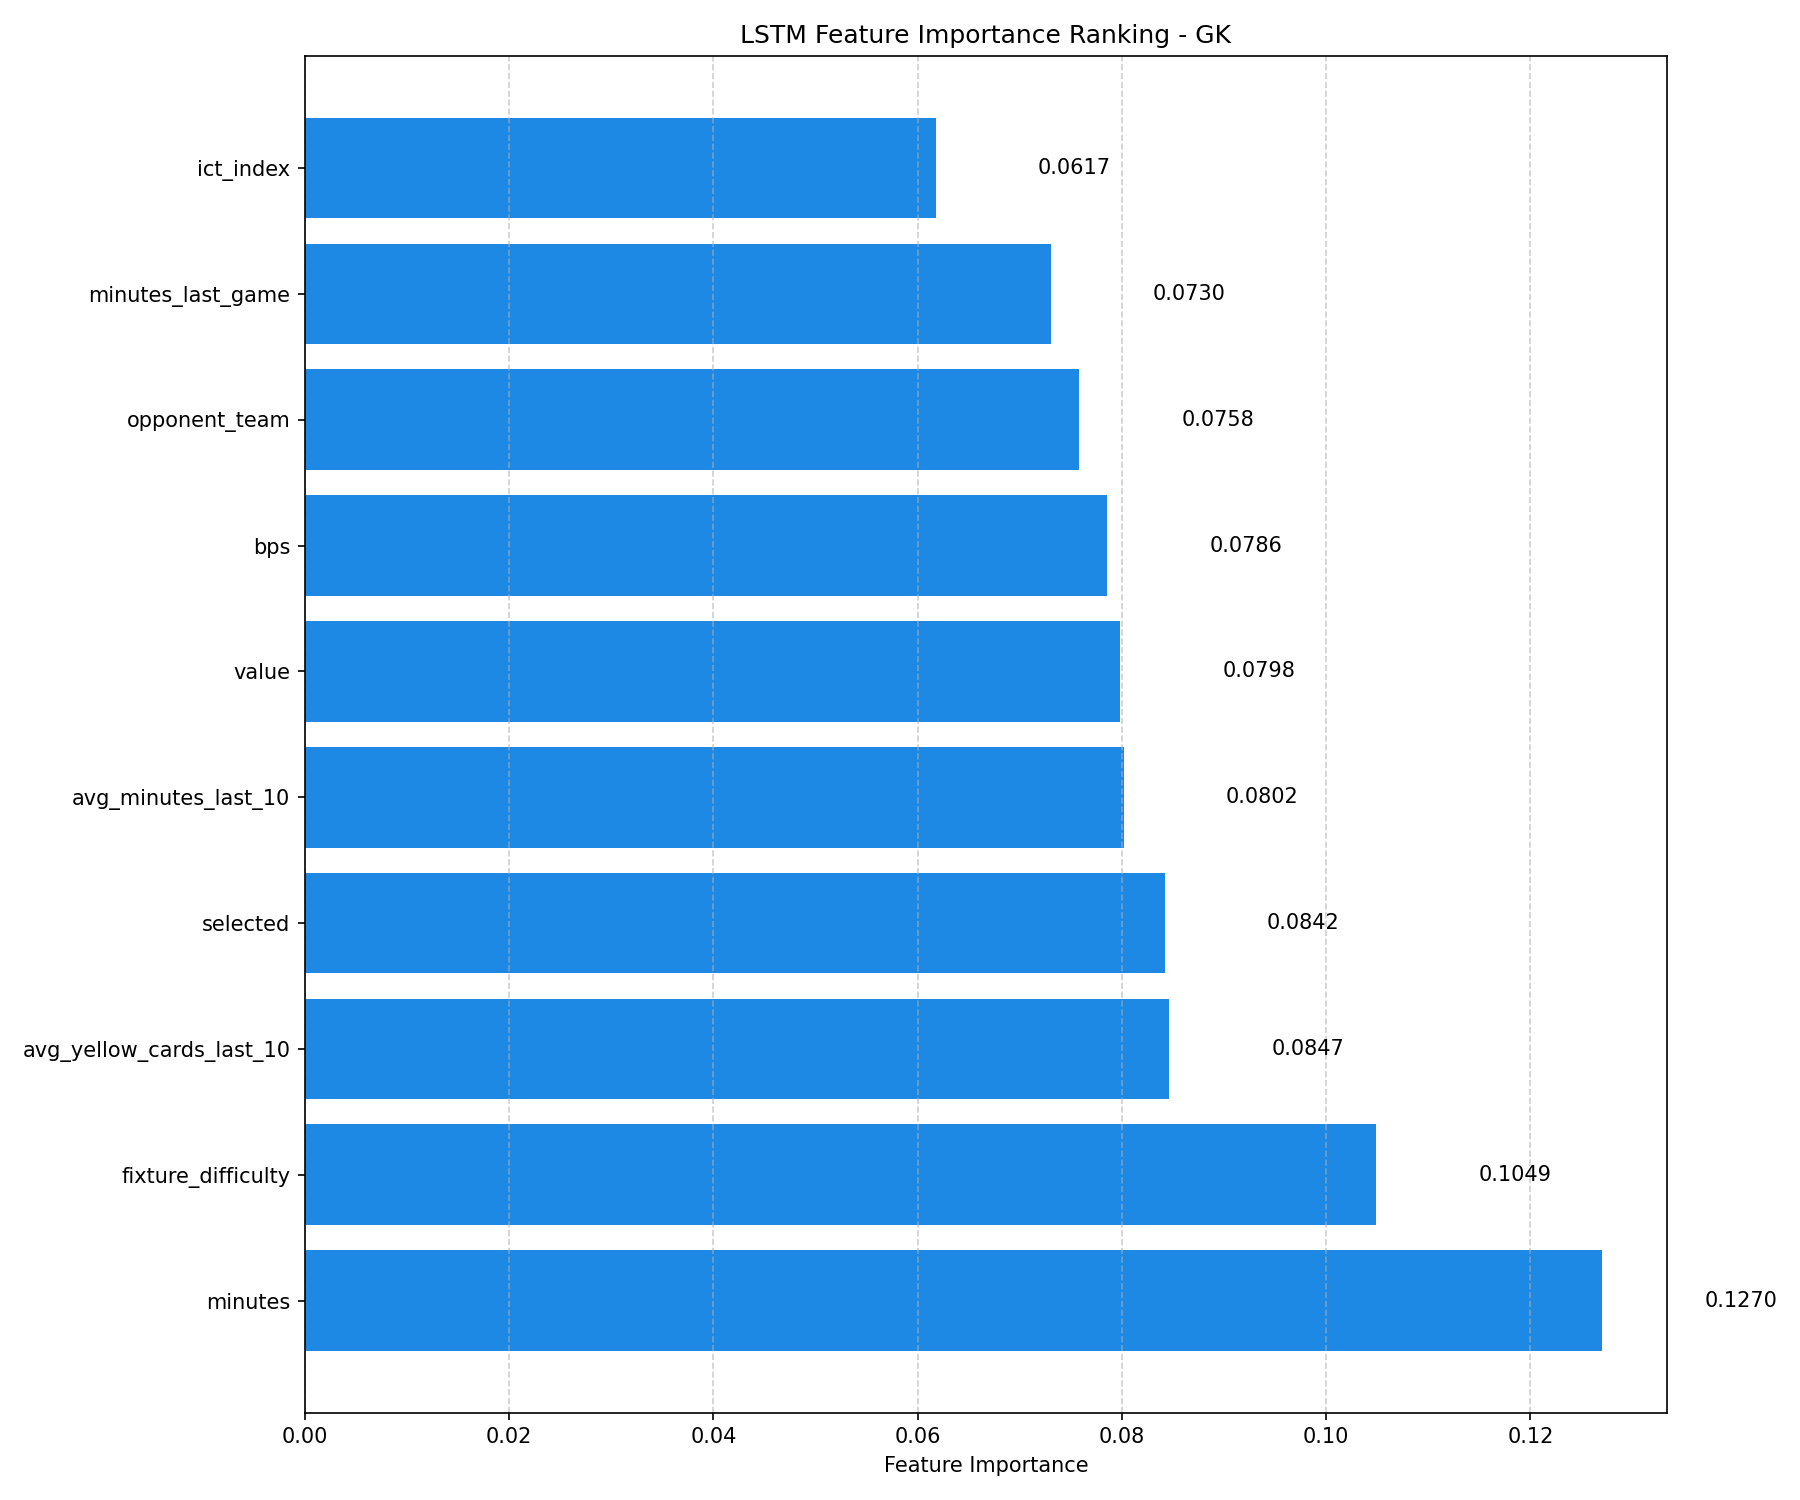 LSTM Feature Importance Ranking - GK
ict_index 0.0617
minutes_last_game 0.0730
opponent_team 0.0758
bps 0.0786
value 0.0798
avg_minutes_last_10 0.0802
selected 0.0842
avg_yellow_cards_last_10 0.0847
fixture_difficulty 0.1049
minutes 0.1270
0.00 0.02 0.04 0.06 0.08 0.10 0.12
Feature Importance